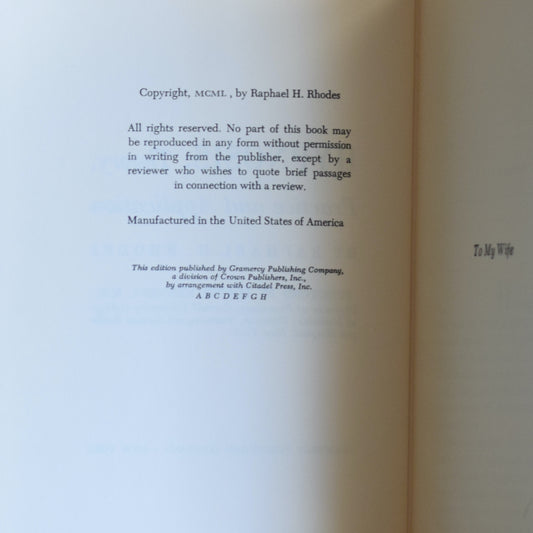 Copyright, MCML , by Raphael H. Rhodes
All rights reserved. No part of this book may
be reproduced in any form without permission
in writing from the publisher, except by a
reviewer who wishes to quote brief passages
in connection with a review.
Manufactured in the United States of America
This edition published by Gramercy Publishing Company,
a division of Crown Publishers, Inc.,
by arrangement with Citadel Press, Inc.
A B C D E F G H
To My Wife